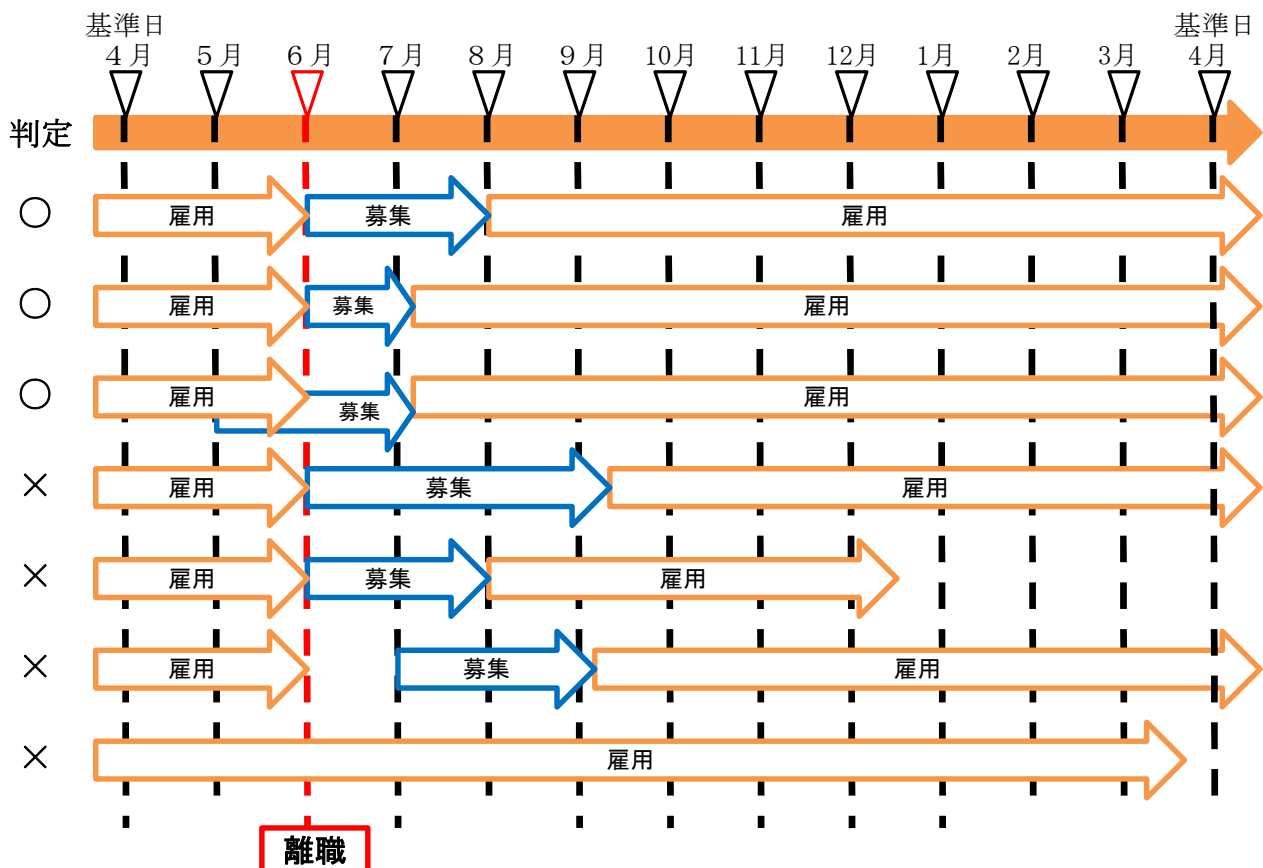 基準日 基準日
４月 ５月 ６月 ７月 ８月 ９月 10月 11月 12月 1月 2月 3月 4月
判定
○ 雇用 募集 雇用
○ 雇用 募集 雇用
○ 雇用 募集 雇用
× 雇用 募集 雇用
× 雇用 募集 雇用
× 雇用 募集 雇用
× 雇用
離職